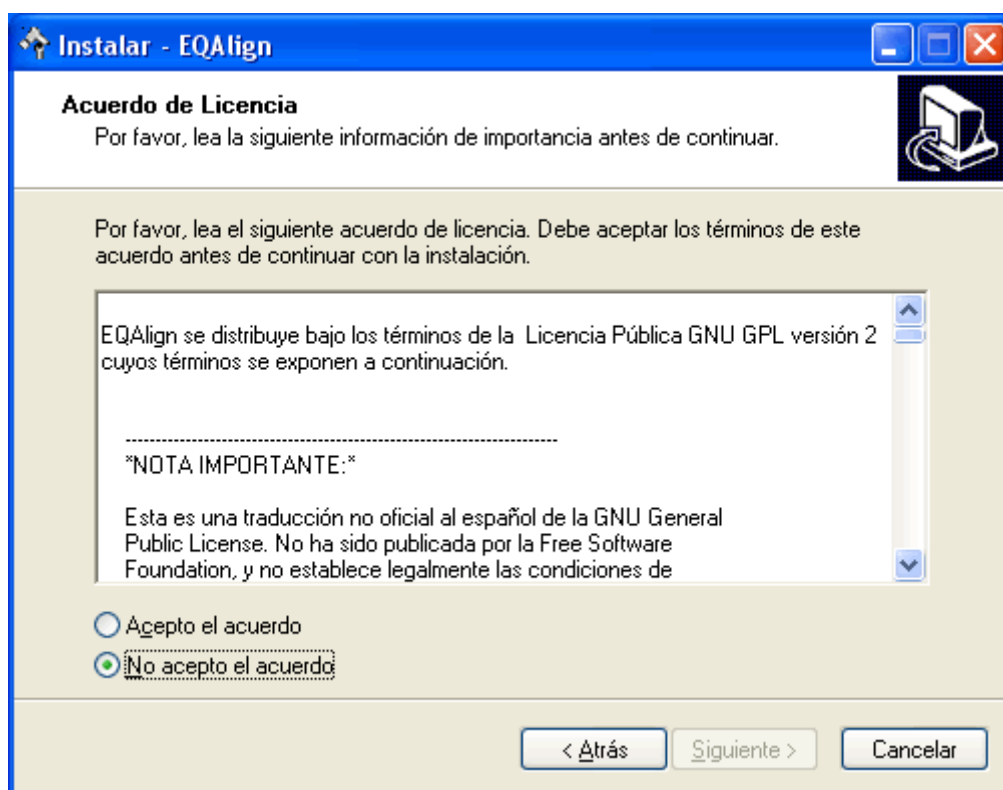 Instalar - EQAlign
Acuerdo de Licencia
Por favor, lea la siguiente información de importancia antes de continuar.
Por favor, lea el siguiente acuerdo de licencia. Debe aceptar los términos de este
acuerdo antes de continuar con la instalación.
EQAlign se distribuye bajo los términos de la  Licencia Pública GNU GPL versión 2
cuyos términos se exponen a continuación.
------------------------------------------------------------------------
*NOTA IMPORTANTE:*
Esta es una traducción no oficial al español de la GNU General
Public License. No ha sido publicada por la Free Software
Foundation, y no establece legalmente las condiciones de
Acepto el acuerdo
No acepto el acuerdo
< Atrás
Siguiente >
Cancelar